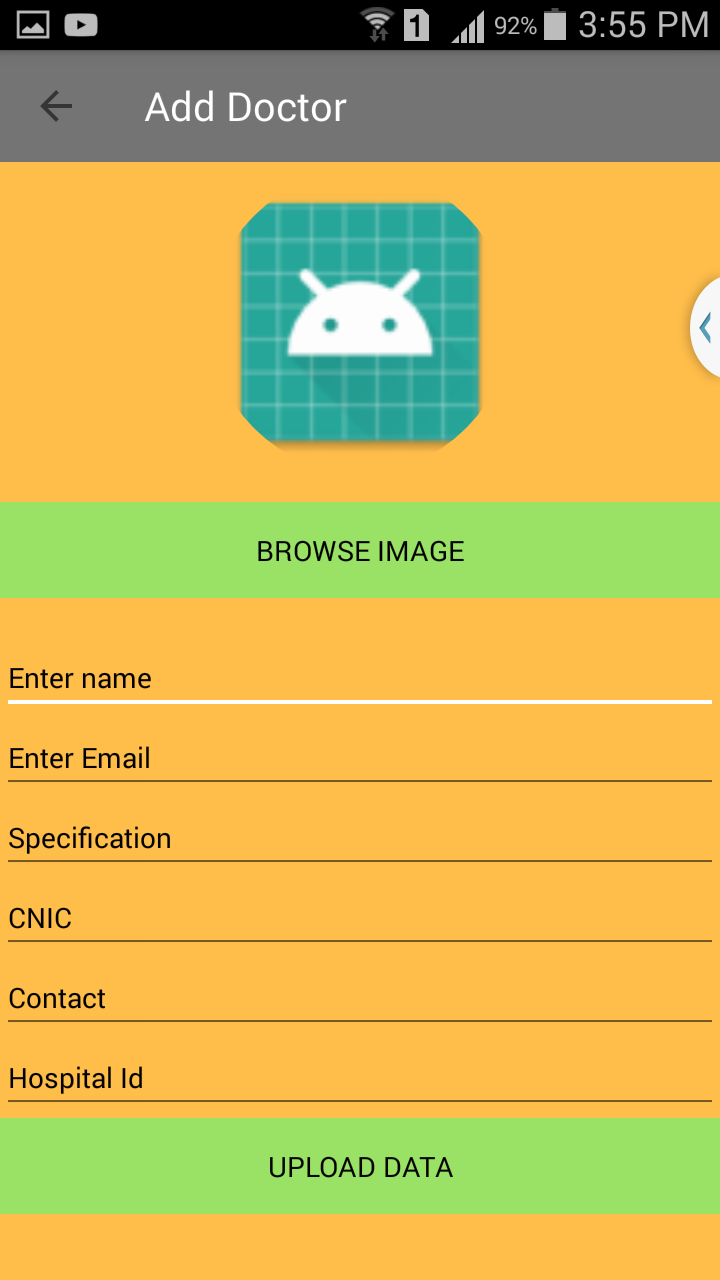 1 92% 3:55 PM
Add Doctor
BROWSE IMAGE
Enter name
Enter Email
Specification
CNIC
Contact
Hospital Id
UPLOAD DATA